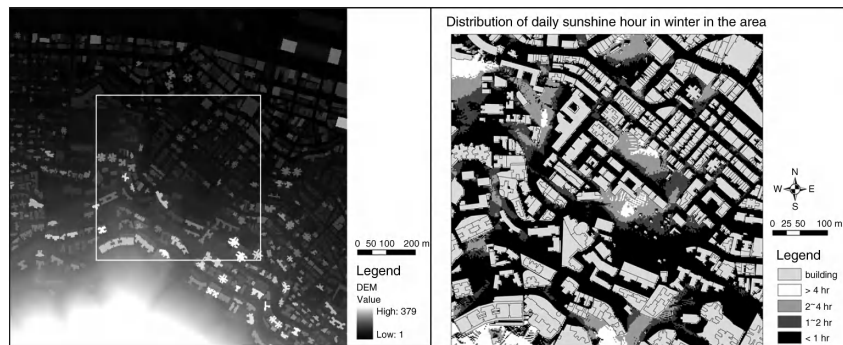 0 50 100 200 m
Legend
DEM
Value
High: 379
Low: 1
Distribution of daily sunshine hour in winter in the area
N
W E
S
0 25 50 100 m
Legend
building
> 4 hr
2~4 hr
1~2 hr
< 1 hr